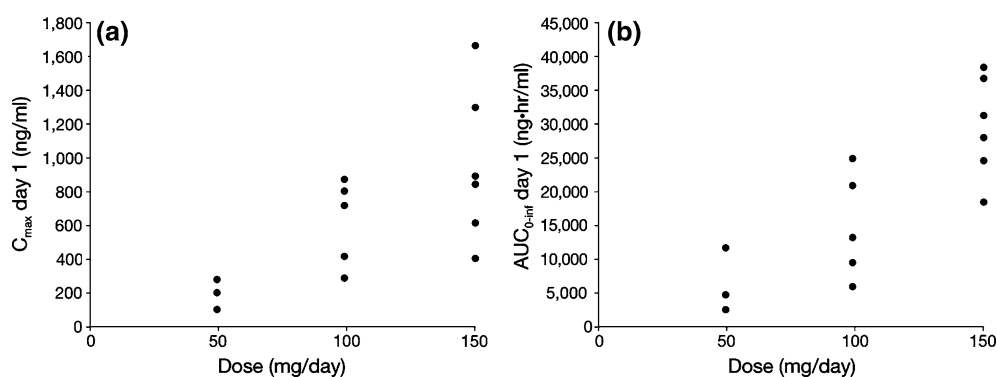 (a)
C_max day 1 (ng/ml)
1,800
1,600
1,400
1,200
1,000
800
600
400
200
0
0 50 100 150
Dose (mg/day)
(b)
AUC_0-inf day 1 (ng•hr/ml)
45,000
40,000
35,000
30,000
25,000
20,000
15,000
10,000
5,000
0
0 50 100 150
Dose (mg/day)